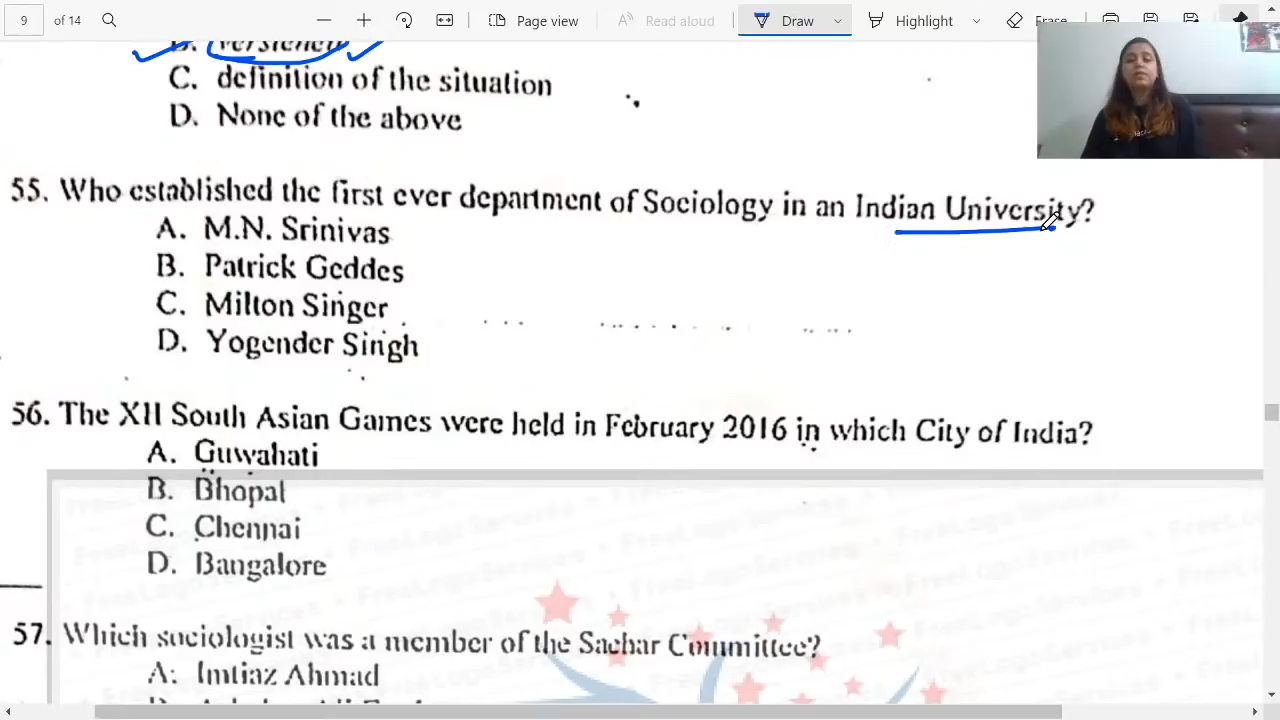 9 of 14 Page view Read aloud Draw Highlight Erase
B. verstehen
C. definition of the situation
D. None of the above
55. Who established the first ever department of Sociology in an Indian University?
A. M.N. Srinivas
B. Patrick Geddes
C. Milton Singer
D. Yogender Singh
56. The XII South Asian Games were held in February 2016 in which City of India?
A. Guwahati
B. Bhopal
C. Chennai
D. Bangalore
57. Which sociologist was a member of the Sachar Committee?
A. Imtiaz Ahmad